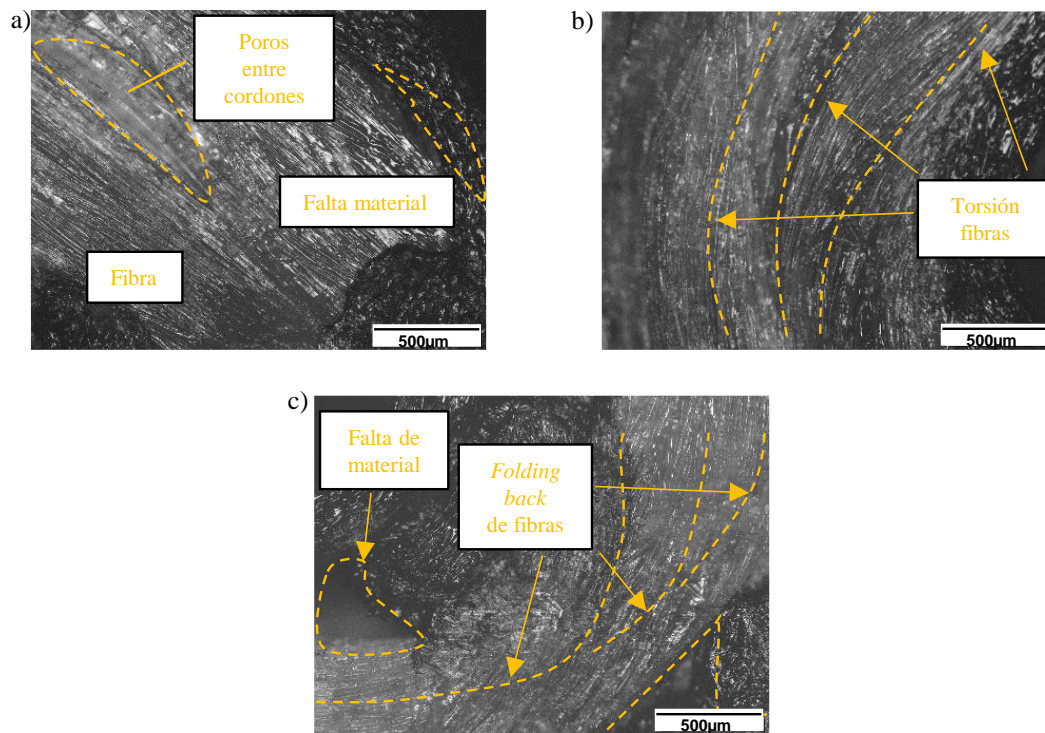 a)
Poros
entre
cordones
Falta material
Fibra
500µm
b)
Torsión
fibras
500µm
c)
Falta de
material
Folding
back
de fibras
500µm